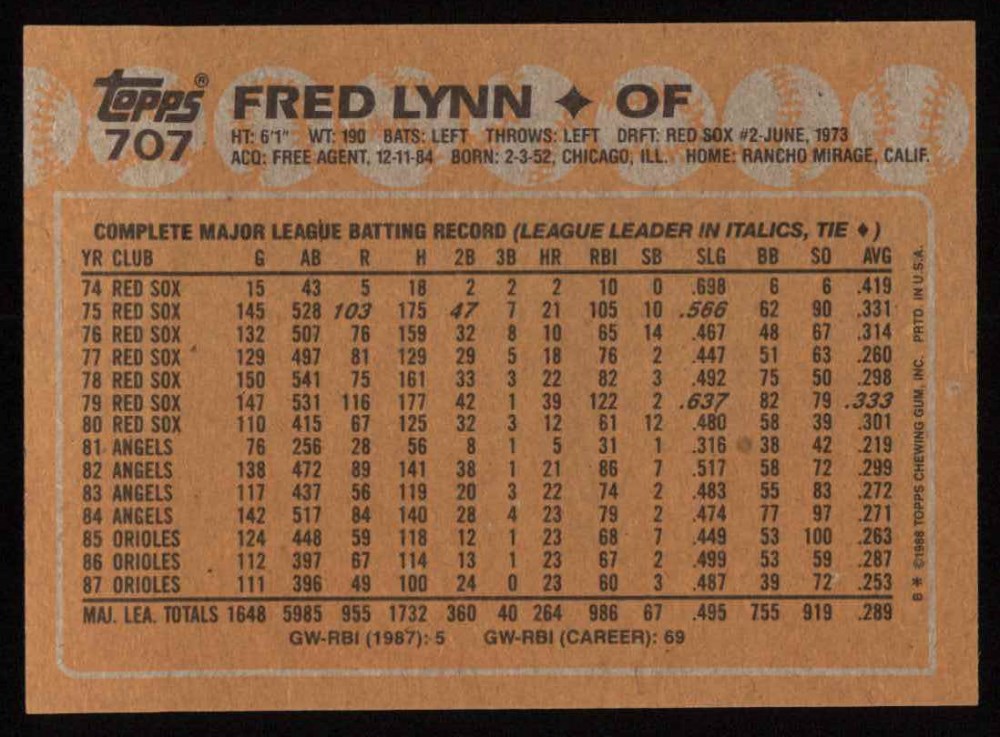 topps® FRED LYNN ✦ OF
707 HT: 6'1" WT: 190 BATS: LEFT THROWS: LEFT DRFT: RED SOX #2-JUNE, 1973
ACQ: FREE AGENT, 12-11-84 BORN: 2-3-52, CHICAGO, ILL. HOME: RANCHO MIRAGE, CALIF.
COMPLETE MAJOR LEAGUE BATTING RECORD (LEAGUE LEADER IN ITALICS, TIE ♦)
YR CLUB G AB R H 2B 3B HR RBI SB SLG BB SO AVG
74 RED SOX 15 43 5 18 2 2 2 10 0 .698 6 6 .419
75 RED SOX 145 528 103 175 47 7 21 105 10 .566 62 90 .331
76 RED SOX 132 507 76 159 32 8 10 65 14 .467 48 67 .314
77 RED SOX 129 497 81 129 29 5 18 76 2 .447 51 63 .260
78 RED SOX 150 541 75 161 33 3 22 82 3 .492 75 50 .298
79 RED SOX 147 531 116 177 42 1 39 122 2 .637 82 79 .333
80 RED SOX 110 415 67 125 32 3 12 61 12 .480 58 39 .301
81 ANGELS 76 256 28 56 8 1 5 31 1 .316 38 42 .219
82 ANGELS 138 472 89 141 38 1 21 86 7 .517 58 72 .299
83 ANGELS 117 437 56 119 20 3 22 74 2 .483 55 83 .272
84 ANGELS 142 517 84 140 28 4 23 79 2 .474 77 97 .271
85 ORIOLES 124 448 59 118 12 1 23 68 7 .449 53 100 .263
86 ORIOLES 112 397 67 114 13 1 23 67 2 .499 53 59 .287
87 ORIOLES 111 396 49 100 24 0 23 60 3 .487 39 72 .253
MAJ. LEA. TOTALS 1648 5985 955 1732 360 40 264 986 67 .495 755 919 .289
GW-RBI (1987): 5 GW-RBI (CAREER): 69
B * ©1988 TOPPS CHEWING GUM, INC. PRTD. IN U.S.A.